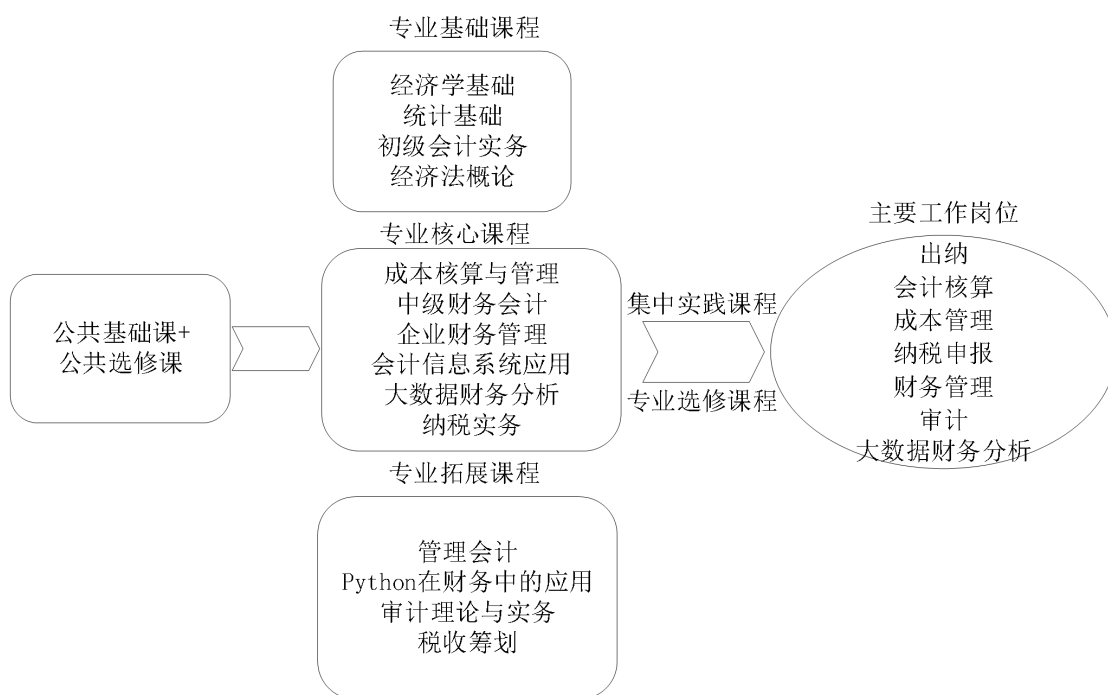 专业基础课程
经济学基础
统计基础
初级会计实务
经济法概论
专业核心课程
成本核算与管理
中级财务会计
企业财务管理
会计信息系统应用
大数据财务分析
纳税实务
专业拓展课程
管理会计
Python在财务中的应用
审计理论与实务
税收筹划
公共基础课+
公共选修课
集中实践课程
专业选修课程
主要工作岗位
出纳
会计核算
成本管理
纳税申报
财务管理
审计
大数据财务分析